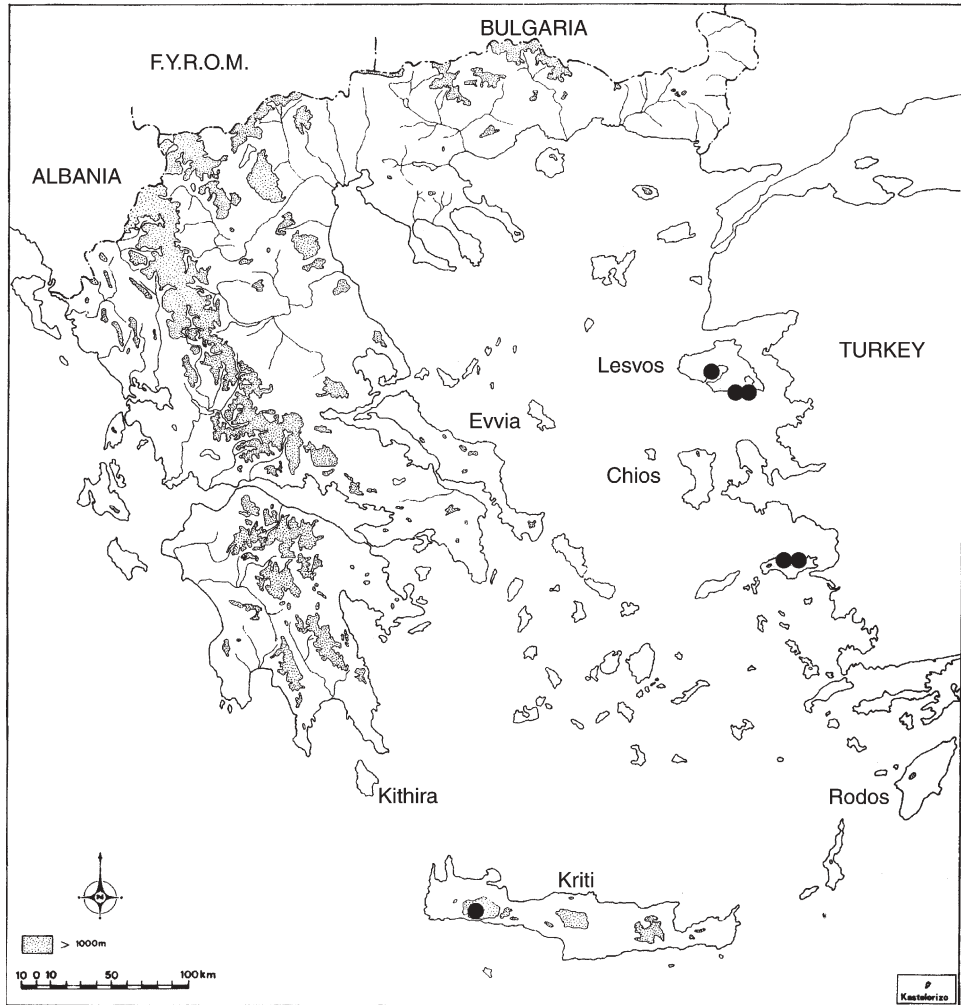 BULGARIA
F.Y.R.O.M.
ALBANIA
TURKEY
Lesvos
Evvia
Chios
Kithira
Rodos
Kriti
N
> 1000m
10 0 10 50 100km
Kastelorizo